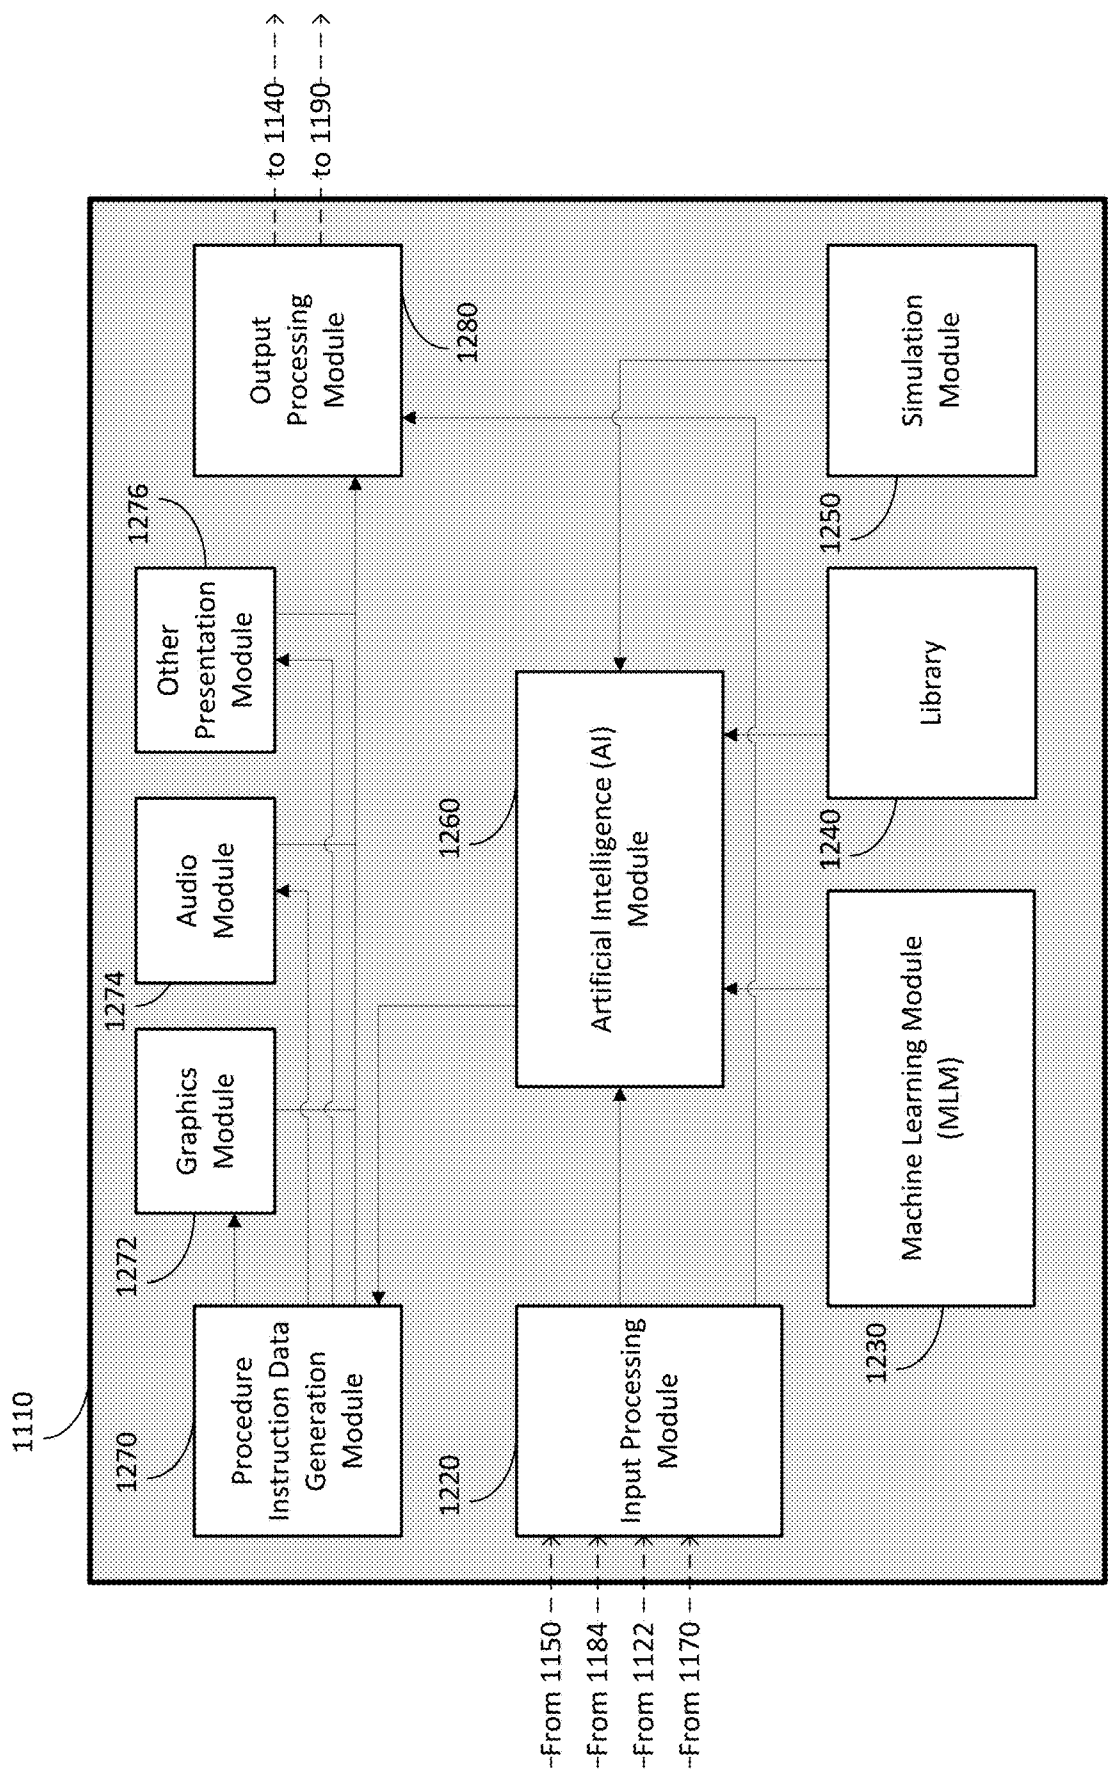 1110
1270
Procedure
Instruction Data
Generation
Module
1272
Graphics
Module
1274
Audio
Module
1276
Other
Presentation
Module
Output
Processing
Module
1280
to 1140
to 1190
From 1150
From 1184
From 1122
From 1170
1220
Input Processing
Module
1260
Artificial Intelligence (AI)
Module
1230
Machine Learning Module
(MLM)
1240
Library
1250
Simulation
Module